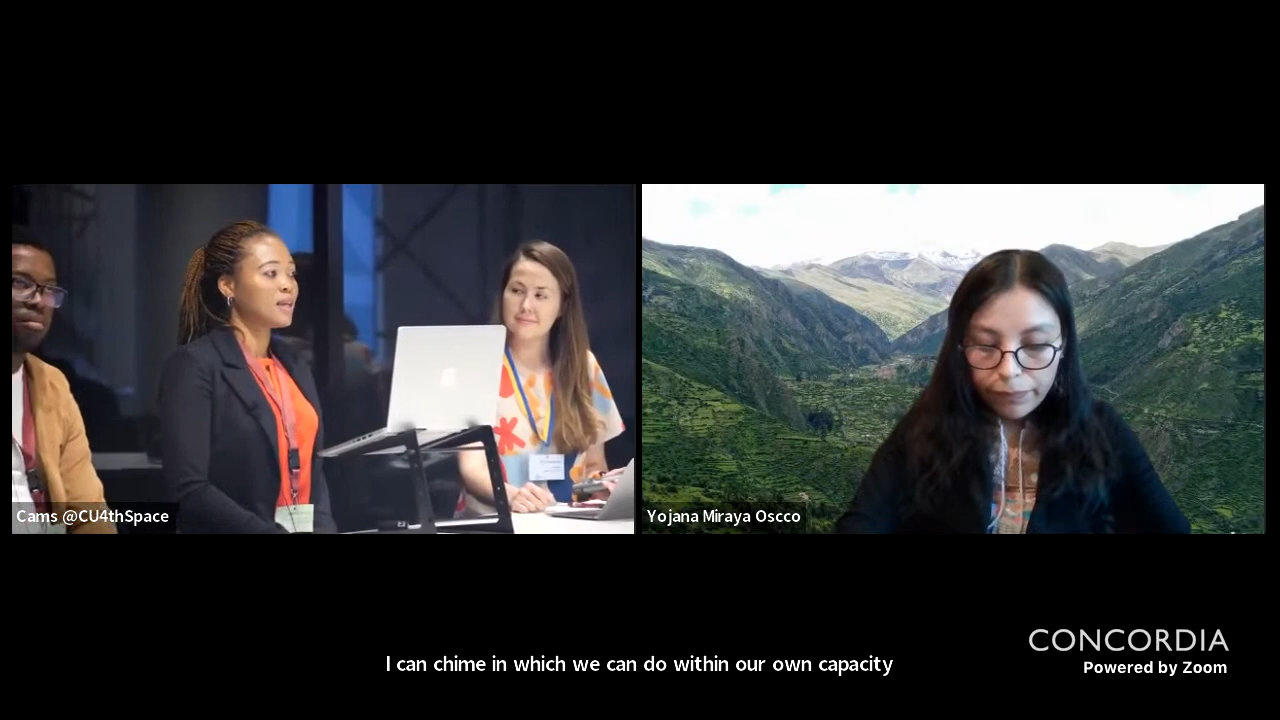 Cams @CU4thSpace
Yojana Miraya Oscco
I can chime in which we can do within our own capacity
CONCORDIA
Powered by Zoom